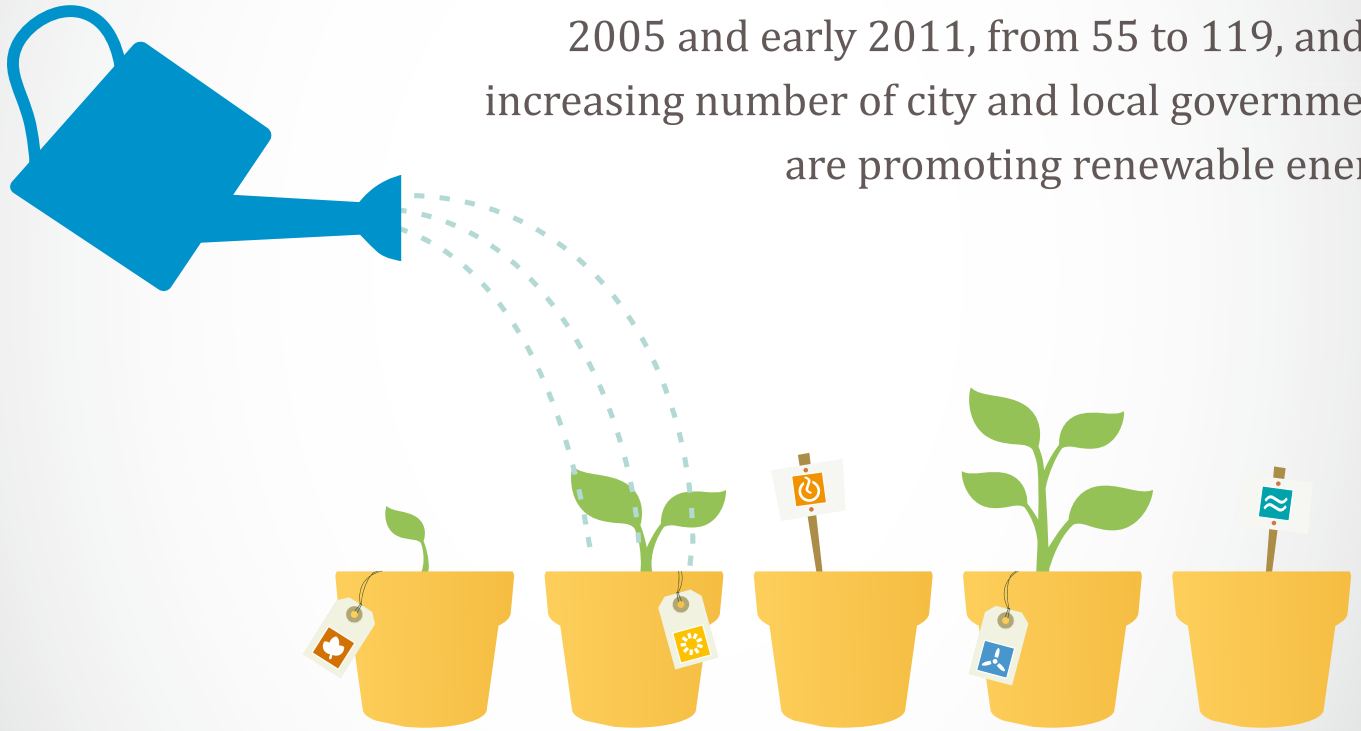 2005 and early 2011, from 55 to 119, and
increasing number of city and local governme
are promoting renewable ener